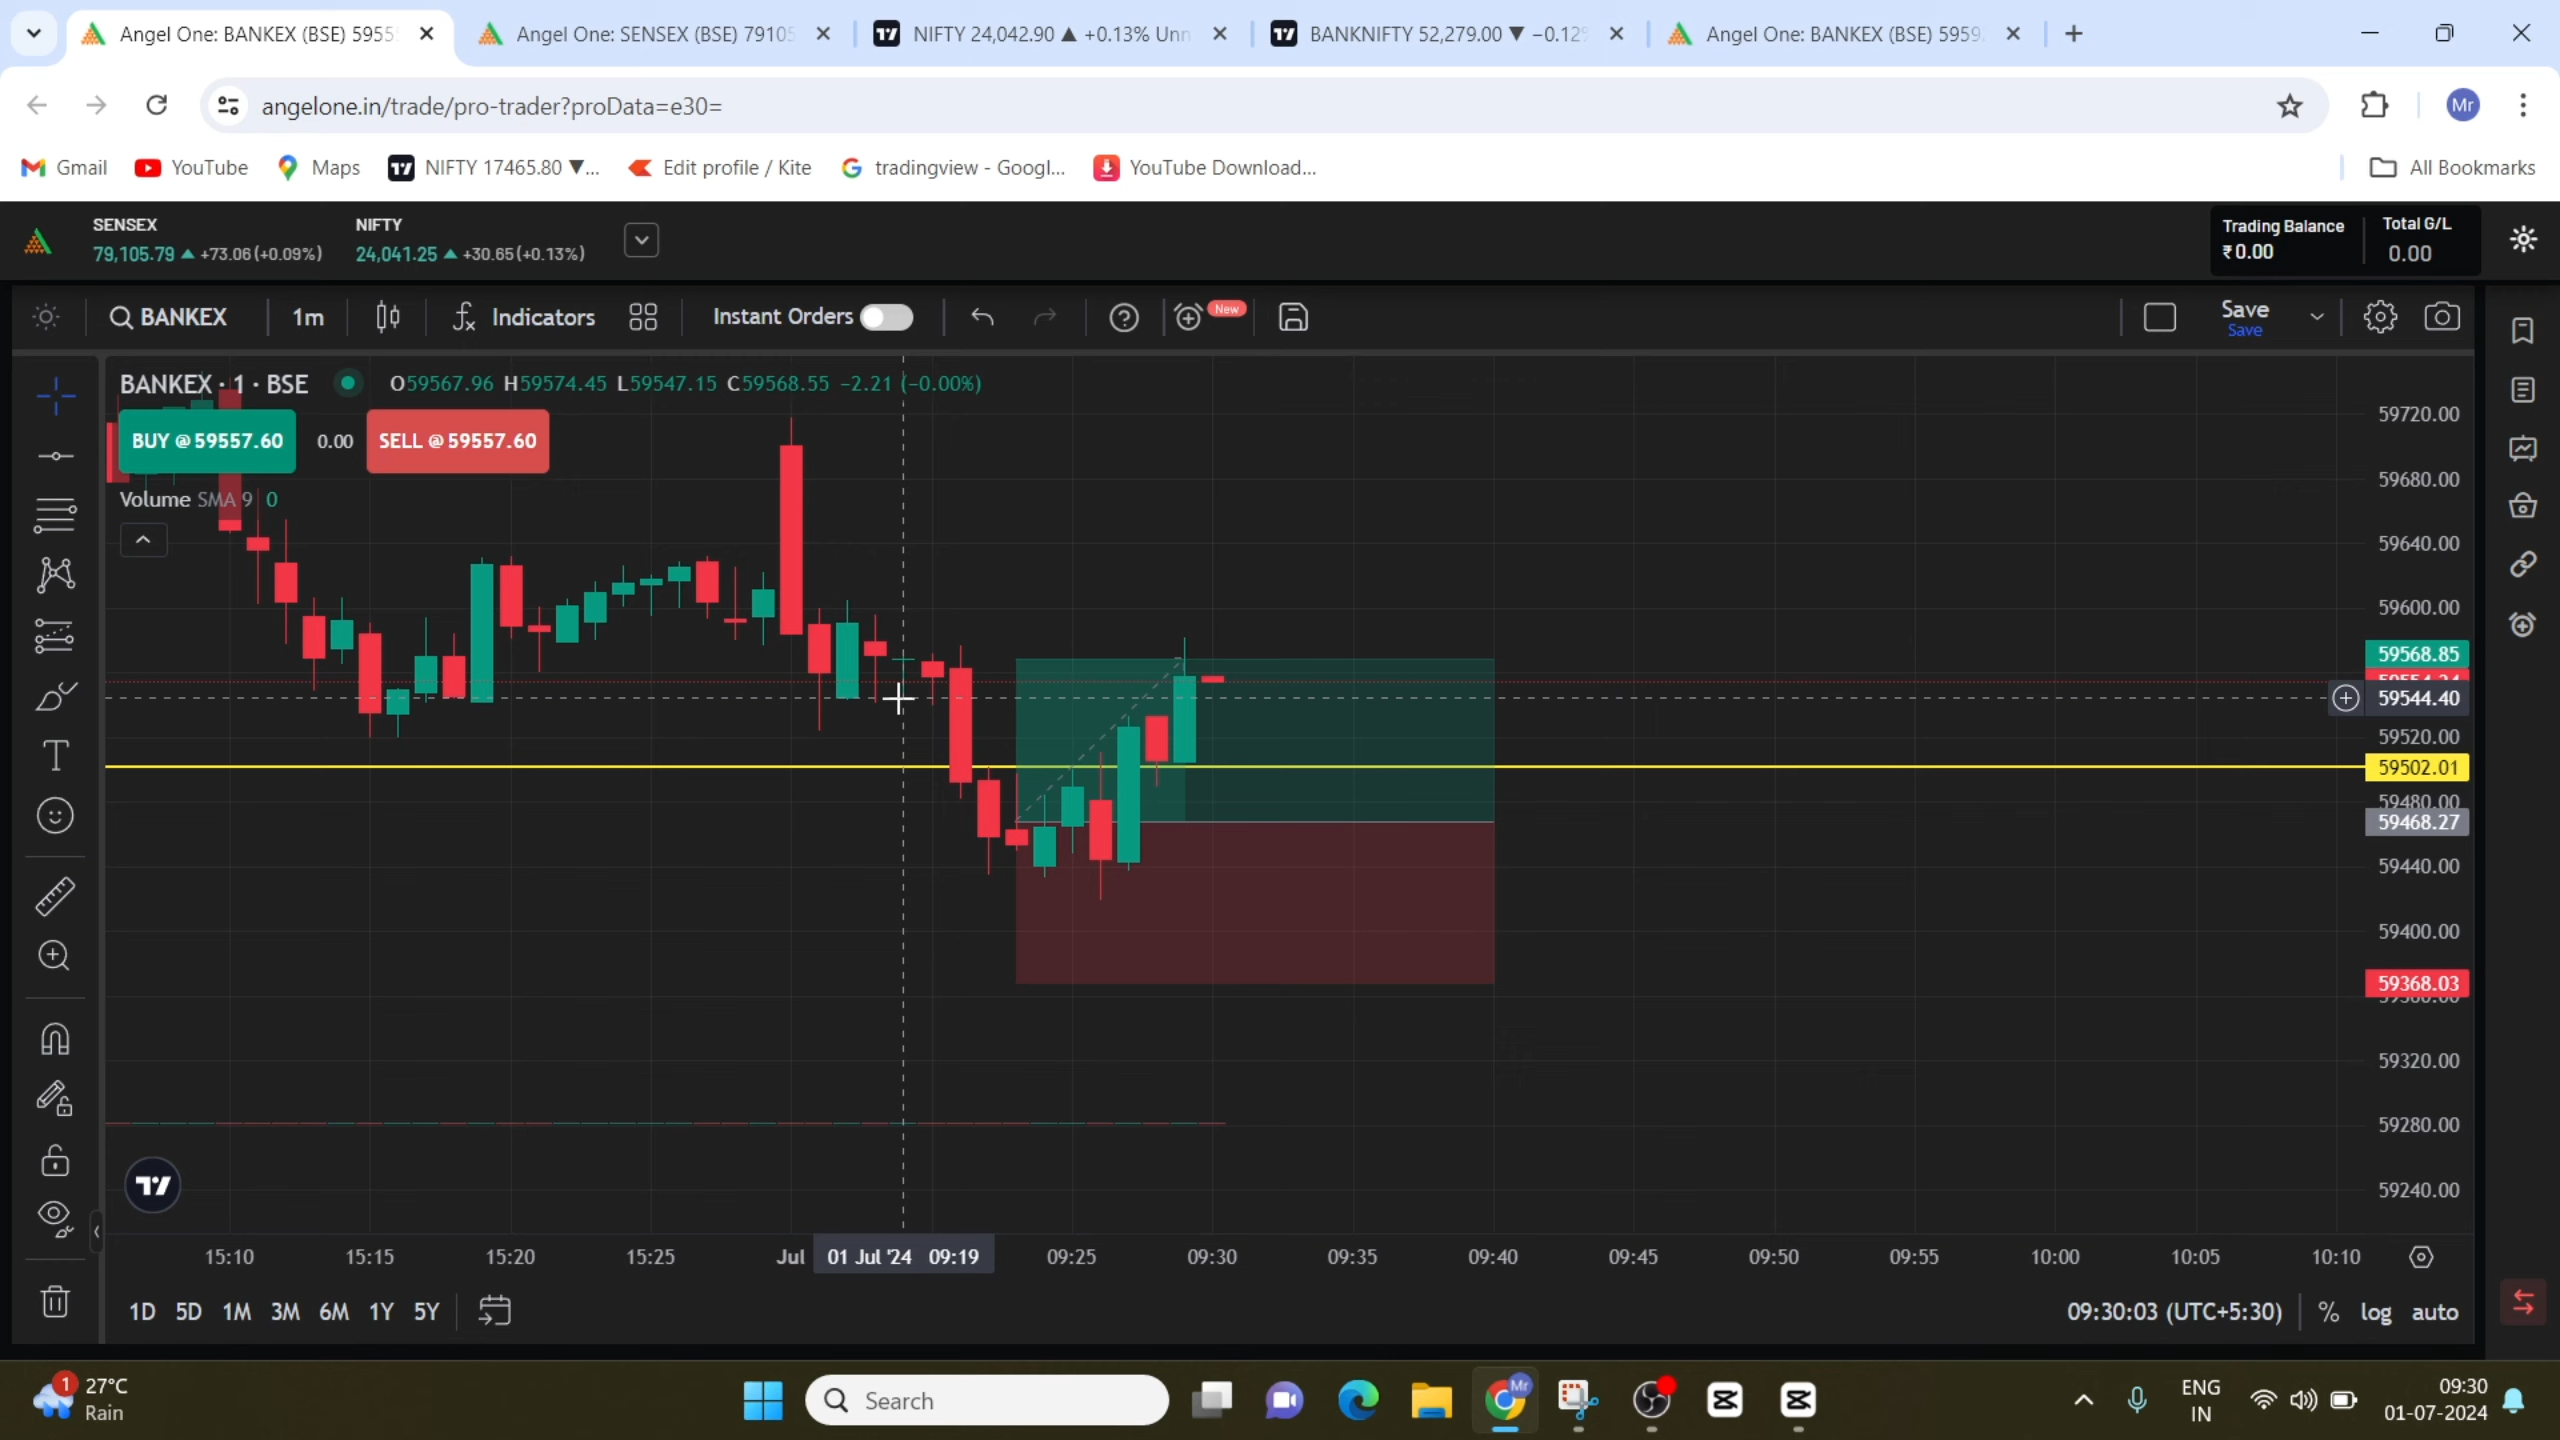 Angel One: BANKEX (BSE) 5955
Angel One: SENSEX (BSE) 79105
NIFTY 24,042.90 ▲ +0.13% Unn
BANKNIFTY 52,279.00 ▼ −0.12%
Angel One: BANKEX (BSE) 5959
angelone.in/trade/pro-trader?proData=e30=
Mr
Gmail
YouTube
Maps
NIFTY 17465.80 ▼...
Edit profile / Kite
tradingview - Googl...
YouTube Download...
All Bookmarks
SENSEX
79,105.79 ▲ +73.06(+0.09%)
NIFTY
24,041.25 ▲ +30.65(+0.13%)
Trading Balance
₹0.00
Total G/L
0.00
BANKEX
1m
Indicators
Instant Orders
New
Save
Save
BANKEX · 1 · BSE
O59567.96 H59574.45 L59547.15 C59568.55 −2.21 (−0.00%)
BUY @59557.60
0.00
SELL @59557.60
Volume SMA 9 0
59720.00
59680.00
59640.00
59600.00
59568.85
59544.40
59520.00
59502.01
59480.00
59468.27
59440.00
59400.00
59368.03
59320.00
59280.00
59240.00
15:10
15:15
15:20
15:25
Jul
01 Jul '24 09:19
09:25
09:30
09:35
09:40
09:45
09:50
09:55
10:00
10:05
10:10
1D 5D 1M 3M 6M 1Y 5Y
09:30:03 (UTC+5:30)
% log auto
1
27°C
Rain
Search
Mr
ENG
IN
09:30
01-07-2024